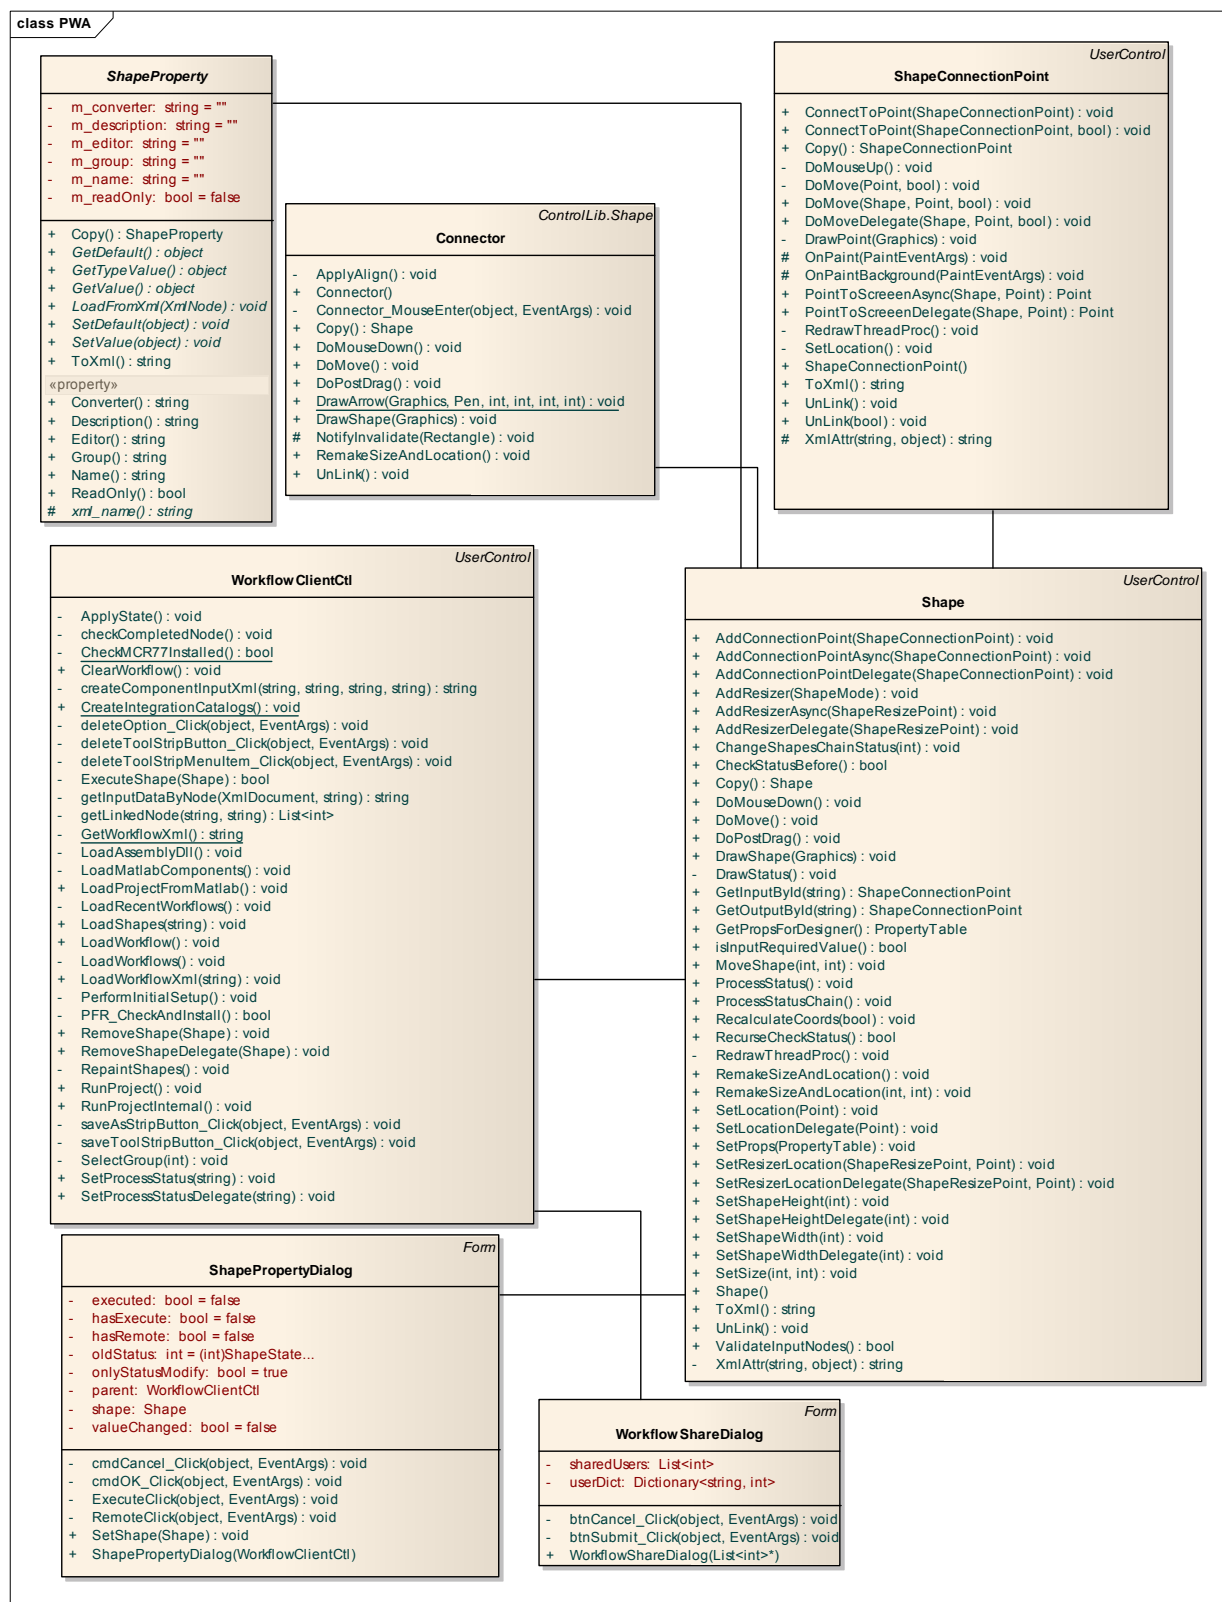 class PWA
ShapeProperty
- m_converter: string = ""
- m_description: string = ""
- m_editor: string = ""
- m_group: string = ""
- m_name: string = ""
- m_readOnly: bool = false
+ Copy() : ShapeProperty
+ GetDefault() : object
+ GetTypeValue() : object
+ GetValue() : object
+ LoadFromXml(XmlNode) : void
+ SetDefault(object) : void
+ SetValue(object) : void
+ ToXml() : string
«property»
+ Converter() : string
+ Description() : string
+ Editor() : string
+ Group() : string
+ Name() : string
+ ReadOnly() : bool
# xml_name() : string
ControlLib.Shape
Connector
- ApplyAlign() : void
+ Connector()
- Connector_MouseEnter(object, EventArgs) : void
+ Copy() : Shape
+ DoMouseDown() : void
+ DoMove() : void
+ DoPostDrag() : void
+ DrawArrow(Graphics, Pen, int, int, int, int) : void
+ DrawShape(Graphics) : void
# NotifyInvalidate(Rectangle) : void
+ RemakeSizeAndLocation() : void
+ UnLink() : void
UserControl
ShapeConnectionPoint
+ ConnectToPoint(ShapeConnectionPoint) : void
+ ConnectToPoint(ShapeConnectionPoint, bool) : void
+ Copy() : ShapeConnectionPoint
- DoMouseUp() : void
- DoMove(Point, bool) : void
+ DoMove(Shape, Point, bool) : void
+ DoMoveDelegate(Shape, Point, bool) : void
- DrawPoint(Graphics) : void
# OnPaint(PaintEventArgs) : void
# OnPaintBackground(PaintEventArgs) : void
+ PointToScreeenAsync(Shape, Point) : Point
+ PointToScreeenDelegate(Shape, Point) : Point
- RedrawThreadProc() : void
- SetLocation() : void
+ ShapeConnectionPoint()
+ ToXml() : string
+ UnLink() : void
+ UnLink(bool) : void
# XmlAttr(string, object) : string
UserControl
WorkflowClientCtl
- ApplyState() : void
- checkCompletedNode() : void
- CheckMCR77Installed() : bool
+ ClearWorkflow() : void
- createComponentInputXml(string, string, string, string) : string
+ CreateIntegrationCatalogs() : void
- deleteOption_Click(object, EventArgs) : void
- deleteToolStripButton_Click(object, EventArgs) : void
- deleteToolStripMenuItem_Click(object, EventArgs) : void
- ExecuteShape(Shape) : bool
- getInputDataByNode(XmlDocument, string) : string
- getLinkedNode(string, string) : List<int>
- GetWorkflowXml() : string
- LoadAssemblyDll() : void
- LoadMatlabComponents() : void
+ LoadProjectFromMatlab() : void
- LoadRecentWorkflows() : void
+ LoadShapes(string) : void
+ LoadWorkflow() : void
- LoadWorkflows() : void
+ LoadWorkflowXml(string) : void
- PerformInitialSetup() : void
- PFR_CheckAndInstall() : bool
+ RemoveShape(Shape) : void
+ RemoveShapeDelegate(Shape) : void
- RepaintShapes() : void
+ RunProject() : void
+ RunProjectInternal() : void
- saveAsStripButton_Click(object, EventArgs) : void
- saveToolStripButton_Click(object, EventArgs) : void
- SelectGroup(int) : void
+ SetProcessStatus(string) : void
+ SetProcessStatusDelegate(string) : void
UserControl
Shape
+ AddConnectionPoint(ShapeConnectionPoint) : void
+ AddConnectionPointAsync(ShapeConnectionPoint) : void
+ AddConnectionPointDelegate(ShapeConnectionPoint) : void
+ AddResizer(ShapeMode) : void
+ AddResizerAsync(ShapeResizePoint) : void
+ AddResizerDelegate(ShapeResizePoint) : void
+ ChangeShapesChainStatus(int) : void
+ CheckStatusBefore() : bool
+ Copy() : Shape
+ DoMouseDown() : void
+ DoMove() : void
+ DoPostDrag() : void
+ DrawShape(Graphics) : void
- DrawStatus() : void
+ GetInputById(string) : ShapeConnectionPoint
+ GetOutputById(string) : ShapeConnectionPoint
+ GetPropsForDesigner() : PropertyTable
+ isInputRequiredValue() : bool
+ MoveShape(int, int) : void
+ ProcessStatus() : void
+ ProcessStatusChain() : void
+ RecalculateCoords(bool) : void
+ RecurseCheckStatus() : bool
- RedrawThreadProc() : void
+ RemakeSizeAndLocation() : void
+ RemakeSizeAndLocation(int, int) : void
+ SetLocation(Point) : void
+ SetLocationDelegate(Point) : void
+ SetProps(PropertyTable) : void
+ SetResizerLocation(ShapeResizePoint, Point) : void
+ SetResizerLocationDelegate(ShapeResizePoint, Point) : void
+ SetShapeHeight(int) : void
+ SetShapeHeightDelegate(int) : void
+ SetShapeWidth(int) : void
+ SetShapeWidthDelegate(int) : void
+ SetSize(int, int) : void
+ Shape()
+ ToXml() : string
+ UnLink() : void
+ ValidateInputNodes() : bool
- XmlAttr(string, object) : string
Form
ShapePropertyDialog
- executed: bool = false
- hasExecute: bool = false
- hasRemote: bool = false
- oldStatus: int = (int)ShapeState...
- onlyStatusModify: bool = true
- parent: WorkflowClientCtl
- shape: Shape
- valueChanged: bool = false
- cmdCancel_Click(object, EventArgs) : void
- cmdOK_Click(object, EventArgs) : void
- ExecuteClick(object, EventArgs) : void
- RemoteClick(object, EventArgs) : void
+ SetShape(Shape) : void
+ ShapePropertyDialog(WorkflowClientCtl)
Form
WorkflowShareDialog
- sharedUsers: List<int>
- userDict: Dictionary<string, int>
- btnCancel_Click(object, EventArgs) : void
- btnSubmit_Click(object, EventArgs) : void
+ WorkflowShareDialog(List<int>*)